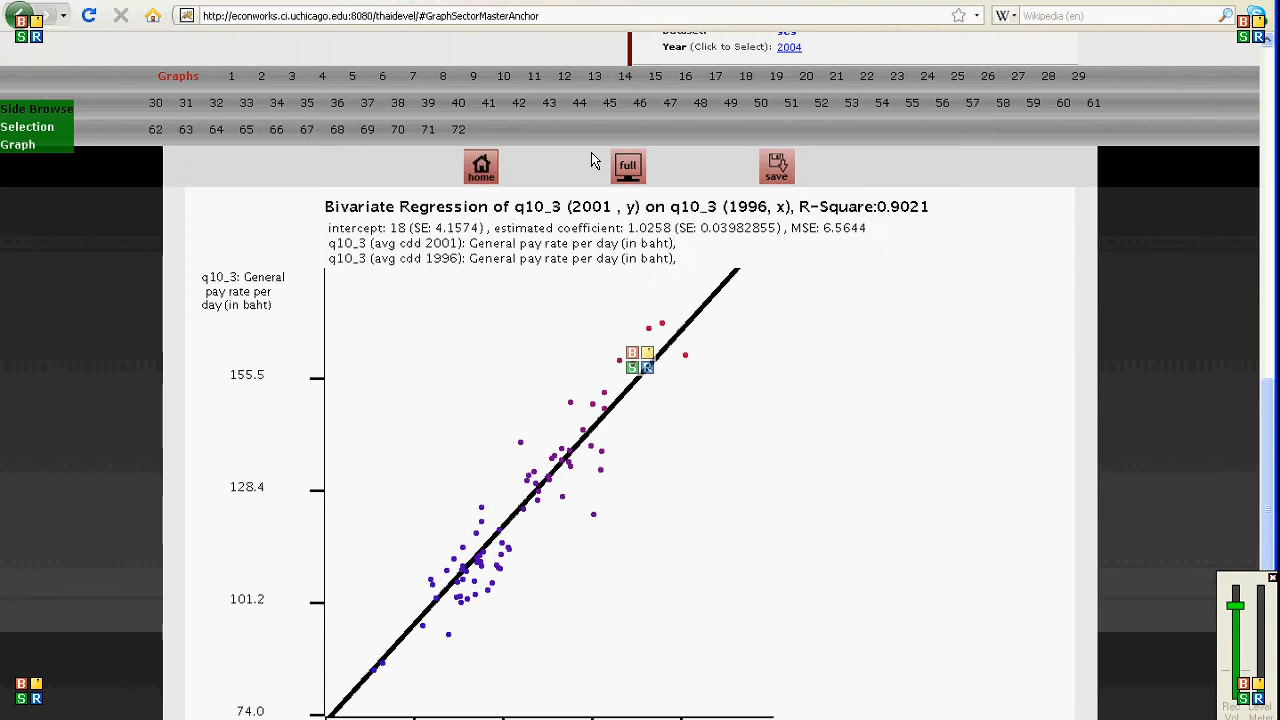 http://econworks.ci.uchicago.edu:8080/thaidevel/#GraphSectorMasterAnchor
W
Wikipedia (en)
B
S R
B
S R
ses
Year (Click to Select): 2004
Graphs 1 2 3 4 5 6 7 8 9 10 11 12 13 14 15 16 17 18 19 20 21 22 23 24 25 26 27 28 29
30 31 32 33 34 35 36 37 38 39 40 41 42 43 44 45 46 47 48 49 50 51 52 53 54 55 56 57 58 59 60 61
62 63 64 65 66 67 68 69 70 71 72
Side Browse
Selection
Graph
home
full
save
Bivariate Regression of q10_3 (2001 , y) on q10_3 (1996, x), R-Square:0.9021
intercept: 18 (SE: 4.1574) , estimated coefficient: 1.0258 (SE: 0.03982855) , MSE: 6.5644
q10_3 (avg cdd 2001): General pay rate per day (in baht),
q10_3 (avg cdd 1996): General pay rate per day (in baht),
q10_3: General
pay rate per
day (in baht)
B
S R
155.5
128.4
101.2
74.0
B
S R
B
R
Rec. Level
Vol. Meter